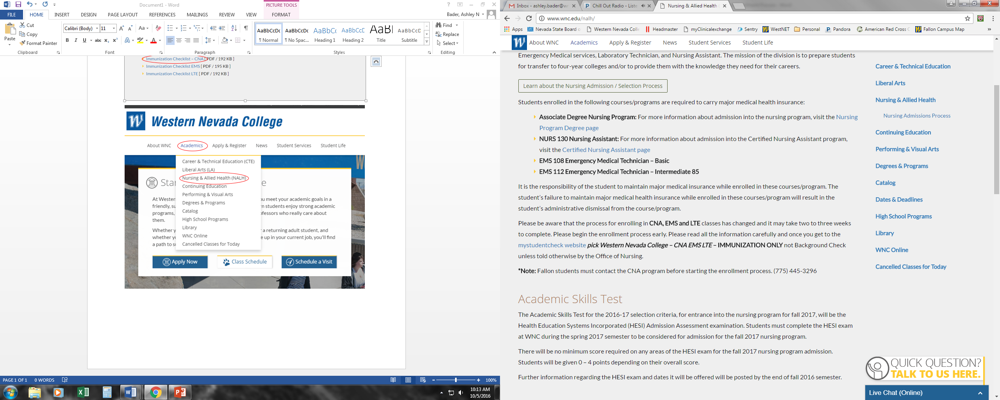 Document1 - Word
PICTURE TOOLS
FILE HOME INSERT DESIGN PAGE LAYOUT REFERENCES MAILINGS REVIEW VIEW FORMAT
Bader, Ashley N
Paste
Cut
Copy
Format Painter
Clipboard
Calibri (Body) 11
Font
Paragraph
AaBbCcDc AaBbCcDc AaBbCc AaBbCcD AaBl AaBbCcD
¶ Normal ¶ No Spac... Heading 1 Heading 2 Title Subtitle
Styles
Find
Replace
Select
Editing
Immunization Checklist – CNA [PDF / 192 KB ]
Immunization Checklist EMS [ PDF / 195 KB ]
Immunization Checklist LTE [ PDF / 192 KB ]
Western Nevada College
About WNC Academics Apply & Register News Student Services Student Life
Career & Technical Education (CTE)
Liberal Arts (LA)
Nursing & Allied Health (NALH)
Continuing Education
Performing & Visual Arts
Degrees & Programs
Catalog
High School Programs
Library
WNC Online
Cancelled Classes for Today
Sta e
At Wester u meet your academic goals in a
friendly, su n students enjoy strong academic
programs, ofessors who really care about
them.
Whether y a returning adult student, and
whether yo e up in your current job, you'll find
a path to su
Apply Now
Class Schedule
Schedule a Visit
PAGE 1 OF 1 0 WORDS
100%
10:13 AM
10/5/2016
Inbox - ashley.bader@w
Chill Out Radio - Liste
Nursing & Allied Health
www.wnc.edu/nalh/
Apps Nevada State Board o Western Nevada Colle Headmaster myClinicalexchange Sentry WestNET Personal Pandora American Red Cross C Fallon Campus Map »
About WNC Academics Apply & Register News Student Services Student Life
Emergency Medical services, Laboratory Technician, and Nursing Assistant. The mission of the division is to prepare students
for transfer to four-year colleges and/or to provide them with the knowledge they need for their careers.
Learn about the Nursing Admission / Selection Process
Students enrolled in the following courses/programs are required to carry major medical health insurance:
Associate Degree Nursing Program: For more information about admission into the nursing program, visit the Nursing
Program Degree page
NURS 130 Nursing Assistant: For more information about admission into the Certified Nursing Assistant program,
visit the Certified Nursing Assistant page
EMS 108 Emergency Medical Technician – Basic
EMS 112 Emergency Medical Technician – Intermediate 85
It is the responsibility of the student to maintain major medical insurance while enrolled in these courses/program. The
student's failure to maintain major medical health insurance while enrolled in these courses/program will result in the
student's administrative dismissal from the course/program.
Please be aware that the process for enrolling in CNA, EMS and LTE classes has changed and it may take two to three weeks
to complete. Please begin the enrollment process early. Please read all the information carefully and once you get to the
mystudentcheck website pick Western Nevada College – CNA EMS LTE – IMMUNIZATION ONLY not Background Check
unless told otherwise by the Office of Nursing.
*Note: Fallon students must contact the CNA program before starting the enrollment process. (775) 445-3296
Academic Skills Test
The Academic Skills Test for the 2016-17 selection criteria, for entrance into the nursing program for fall 2017, will be the
Health Education Systems Incorporated (HESI) Admission Assessment examination. Students must complete the HESI exam
at WNC during the spring 2017 semester to be considered for admission for the fall 2017 nursing program.
There will be no minimum score required on any areas of the HESI exam for the fall 2017 nursing program admission.
Students will be given 0 – 4 points depending on their overall score.
Further information regarding the HESI exam and dates it will be offered will be posted by the end of fall 2016 semester.
Career & Technical Education
Liberal Arts
Nursing & Allied Health
Nursing Admissions Process
Continuing Education
Performing & Visual Arts
Degrees & Programs
Catalog
Dates & Deadlines
High School Programs
Library
WNC Online
Cancelled Classes for Today
QUICK QUESTION?
TALK TO US HERE.
Live Chat (Online)